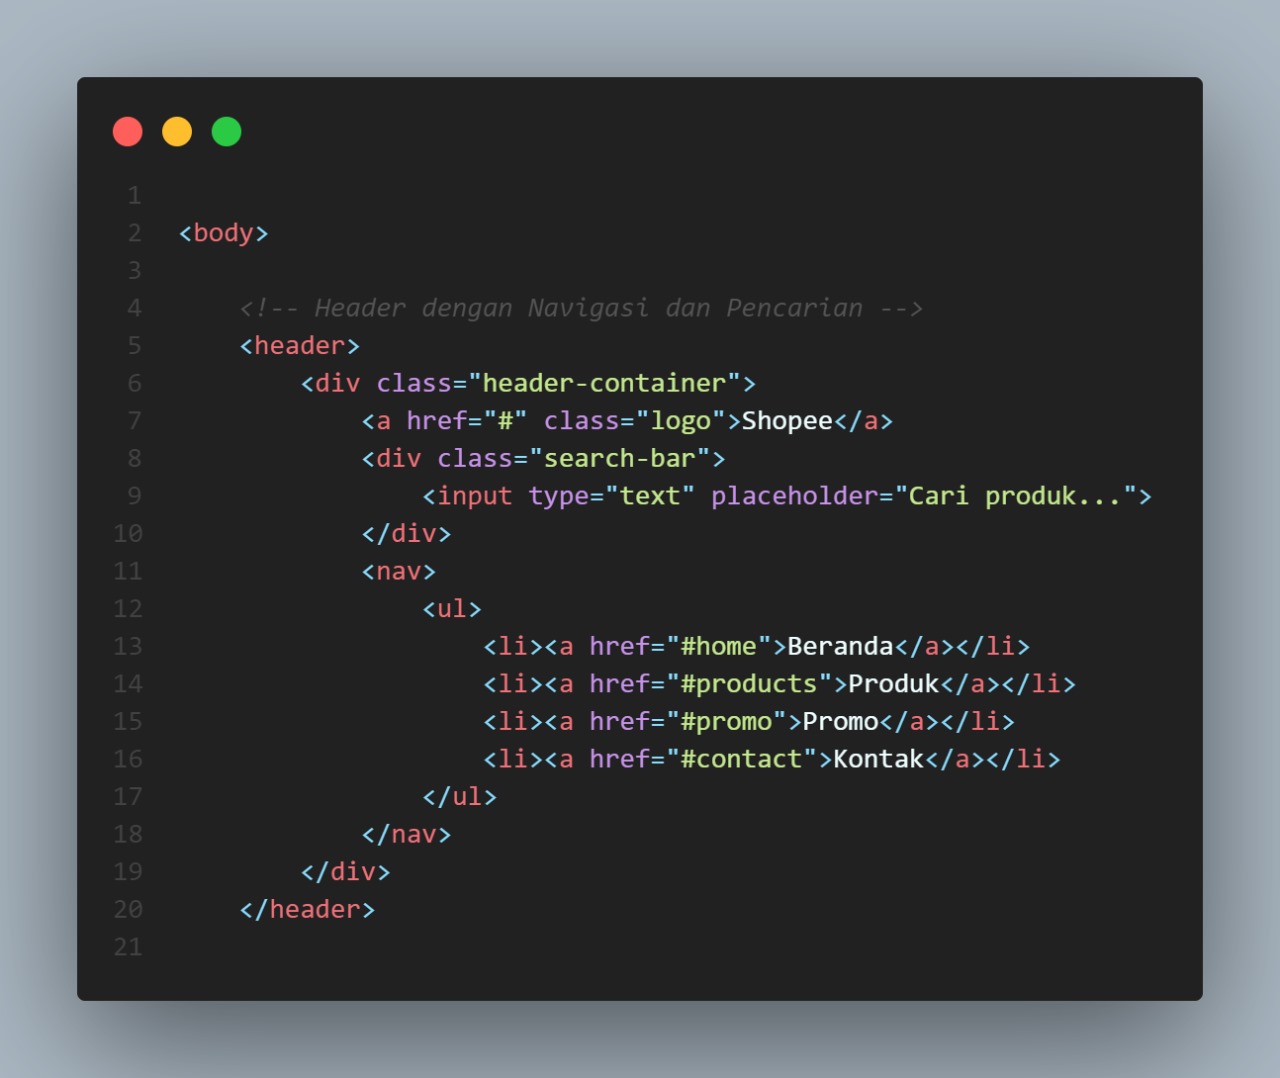 1
2 <body>
3
4     <!-- Header dengan Navigasi dan Pencarian -->
5     <header>
6         <div class="header-container">
7             <a href="#" class="logo">Shopee</a>
8             <div class="search-bar">
9                 <input type="text" placeholder="Cari produk...">
10             </div>
11             <nav>
12                 <ul>
13                     <li><a href="#home">Beranda</a></li>
14                     <li><a href="#products">Produk</a></li>
15                     <li><a href="#promo">Promo</a></li>
16                     <li><a href="#contact">Kontak</a></li>
17                 </ul>
18             </nav>
19         </div>
20     </header>
21